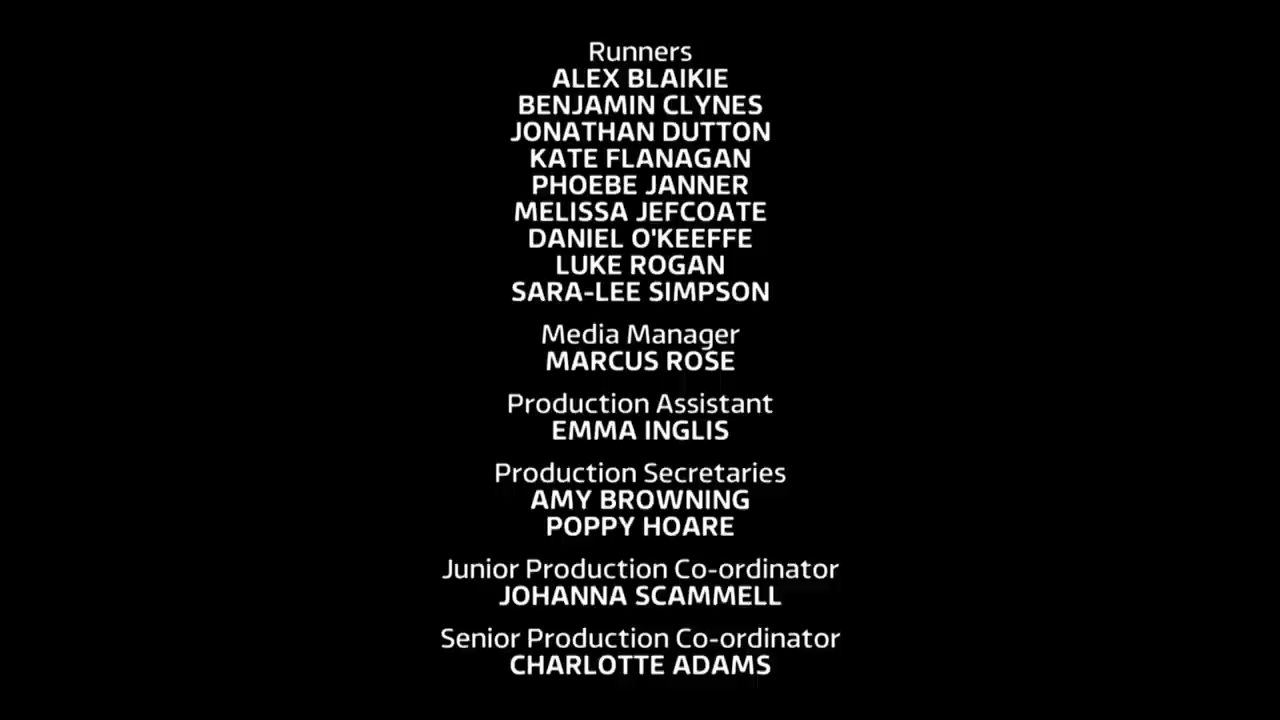 Runners
ALEX BLAIKIE
BENJAMIN CLYNES
JONATHAN DUTTON
KATE FLANAGAN
PHOEBE JANNER
MELISSA JEFCOATE
DANIEL O'KEEFFE
LUKE ROGAN
SARA-LEE SIMPSON
Media Manager
MARCUS ROSE
Production Assistant
EMMA INGLIS
Production Secretaries
AMY BROWNING
POPPY HOARE
Junior Production Co-ordinator
JOHANNA SCAMMELL
Senior Production Co-ordinator
CHARLOTTE ADAMS